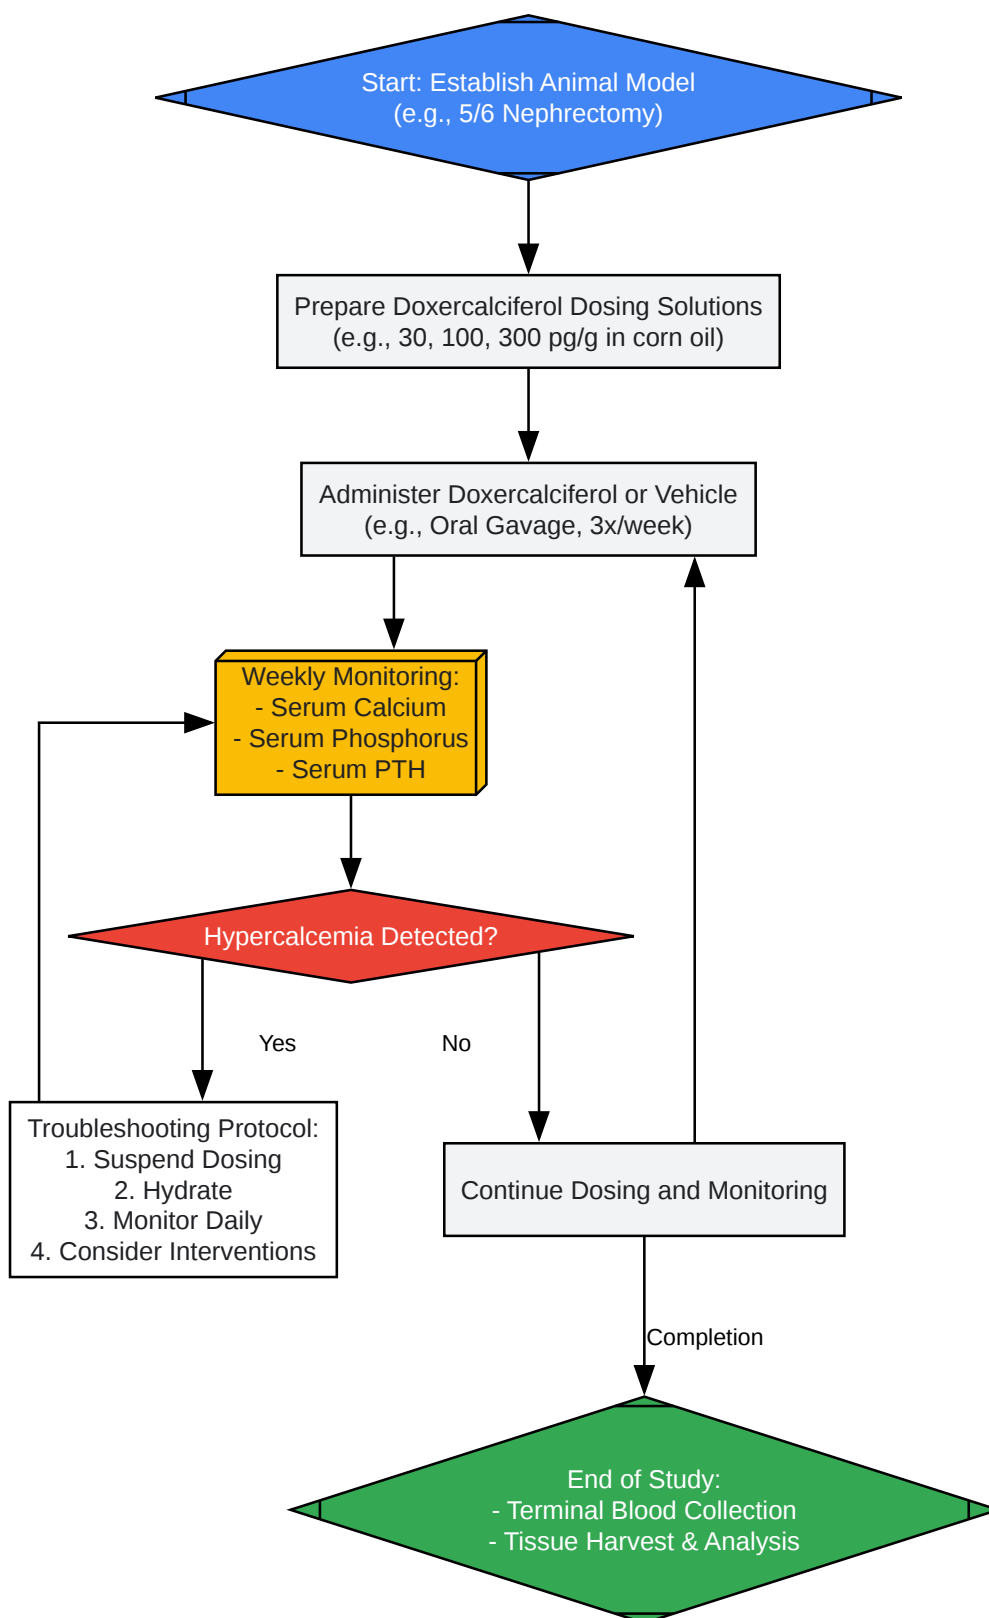 Start: Establish Animal Model
(e.g., 5/6 Nephrectomy)
Prepare Doxercalciferol Dosing Solutions
(e.g., 30, 100, 300 pg/g in corn oil)
Administer Doxercalciferol or Vehicle
(e.g., Oral Gavage, 3x/week)
Weekly Monitoring:
- Serum Calcium
- Serum Phosphorus
- Serum PTH
Hypercalcemia Detected?
Yes
No
Troubleshooting Protocol:
1. Suspend Dosing
2. Hydrate
3. Monitor Daily
4. Consider Interventions
Continue Dosing and Monitoring
Completion
End of Study:
- Terminal Blood Collection
- Tissue Harvest & Analysis